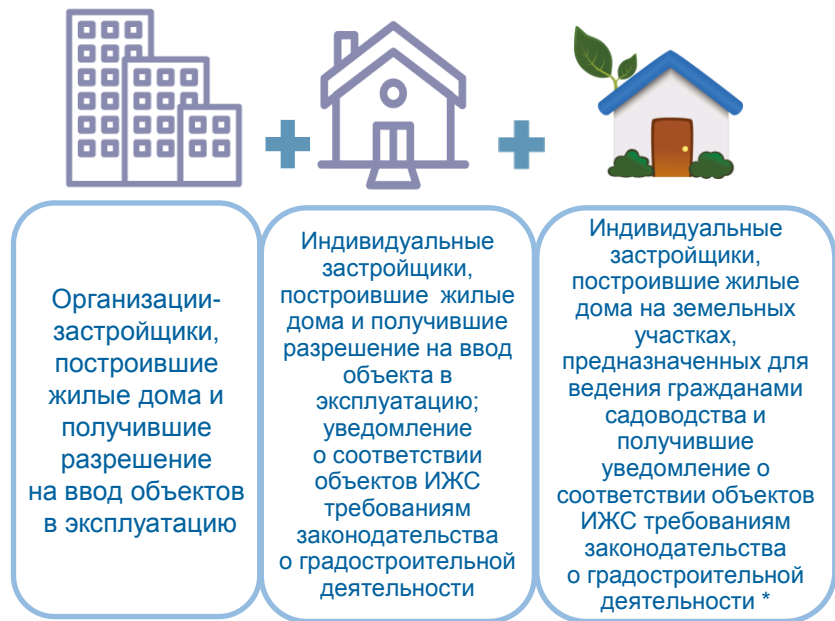 Организации-
застройщики,
построившие
жилые дома и
получившие
разрешение
на ввод объектов
в эксплуатацию
Индивидуальные
застройщики,
построившие жилые
дома и получившие
разрешение на ввод
объекта в
эксплуатацию;
уведомление
о соответствии
объектов ИЖС
требованиям
законодательства
о градостроительной
деятельности
Индивидуальные
застройщики,
построившие жилые
дома на земельных
участках,
предназначенных для
ведения гражданами
садоводства и
получившие
уведомление о
соответствии объектов
ИЖС требованиям
законодательства
о градостроительной
деятельности *